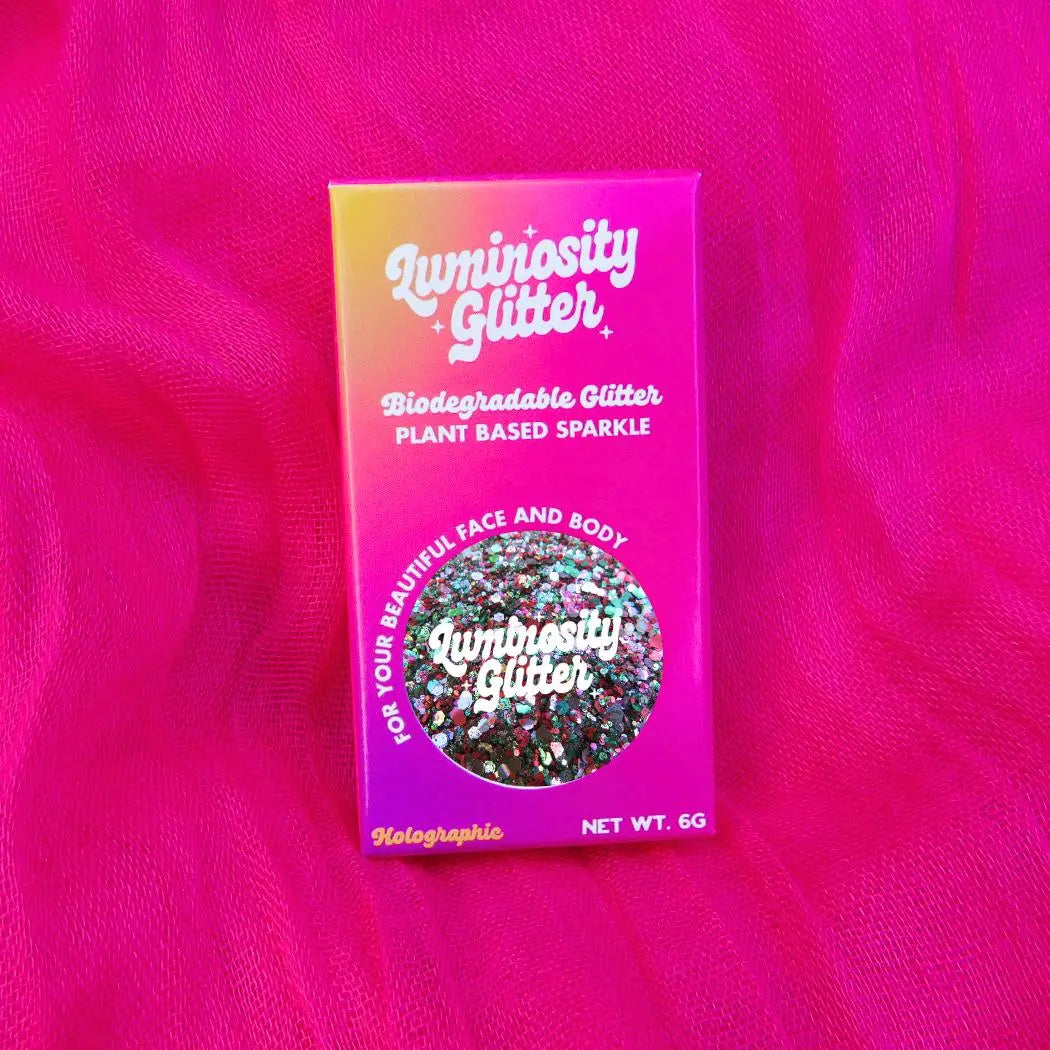 Luminosity
Glitter
Biodegradable Glitter
PLANT BASED SPARKLE
FOR YOUR BEAUTIFUL FACE AND BODY
Luminosity
Glitter
Holographic
NET WT. 6G